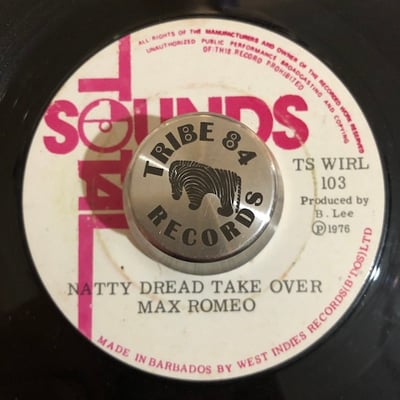 ALL RIGHTS OF THE MANUFACTURERS AND OWNER OF THE RECORDED WORK RESERVED
UNAUTHORIZED PUBLIC PERFORMANCE BROADCASTING AND COPYING
OF THIS RECORD PROHIBITED
TOTAL
SOUNDS
TRIBE 84
RECORDS
TS WIRL
103
Produced by
B. Lee
℗ 1976
NATTY DREAD TAKE OVER
MAX ROMEO
MADE IN BARBADOS BY WEST INDIES RECORDS (B'DOS) LTD